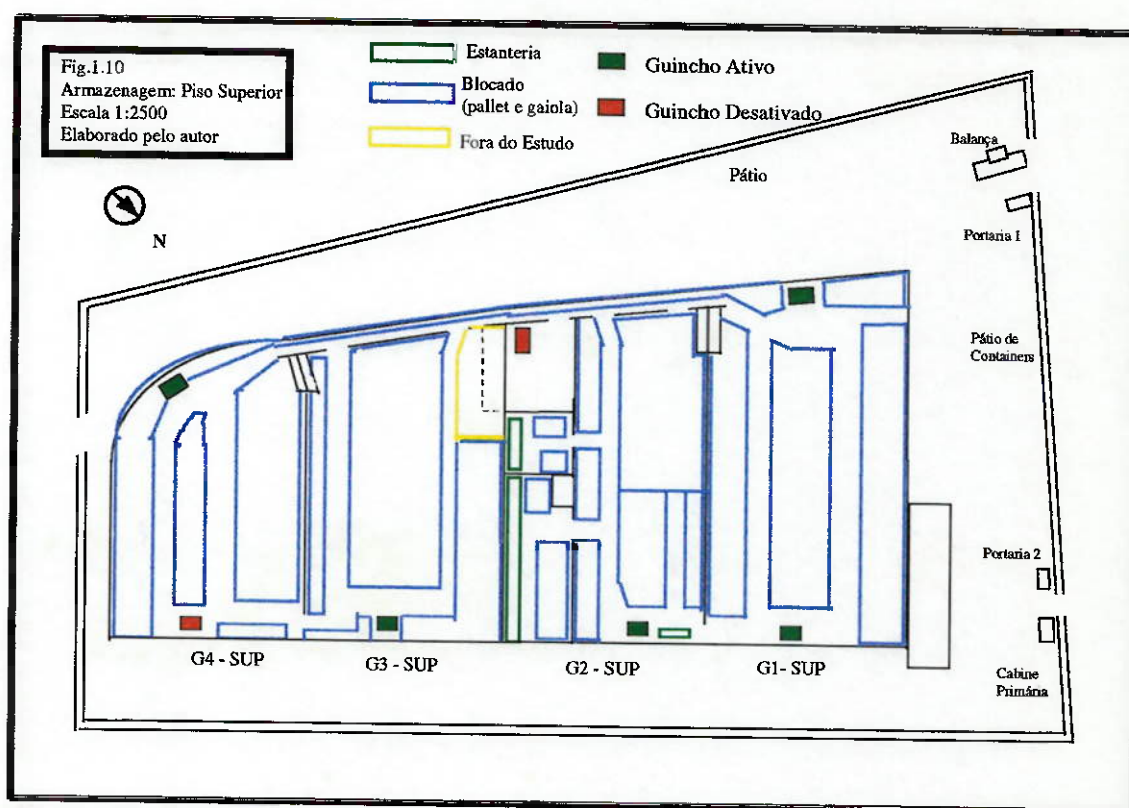 Fig.1.10
Armazenagem: Piso Superior
Escala 1:2500
Elaborado pelo autor
Estanteria
Blocado
(pallet e gaiola)
Fora do Estudo
Guincho Ativo
Guincho Desativado
N
Pátio
Balança
Portaria 1
Pátio de
Containers
Portaria 2
Cabine
Primária
G4 - SUP
G3 - SUP
G2 - SUP
G1- SUP